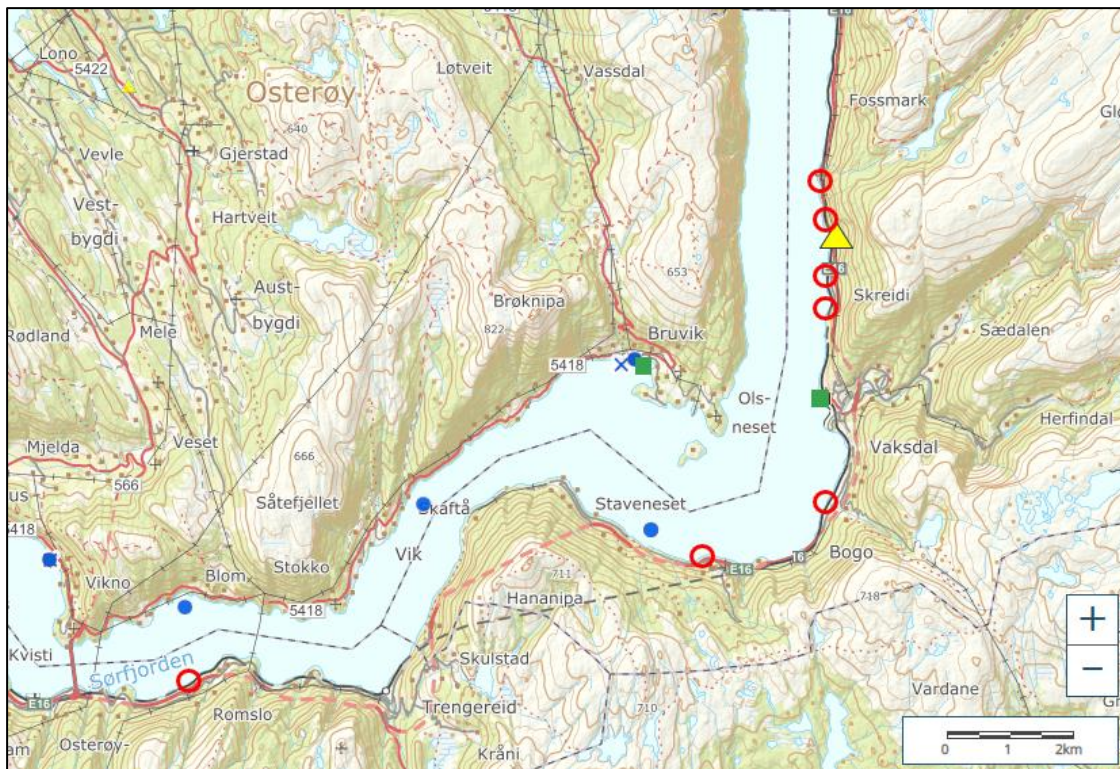 Lono
5422
Løtveit
Vassdal
Fossmark
Osterøy
640
Gjerstad
Vevle
Vest-
bygdi
Hartveit
653
E16
Skreidi
Aust-
bygdi
Brøknipa
822
Bruvik
Sædalen
Rødland
Mele
5418
Ols-
neset
Herfindal
Mjelda
Veset
666
Vaksdal
566
Såtefjellet
Skaftå
Staveneset
5418
Vik
Bogo
Vikno
Blom
Stokko
711
E16
Hananipa
718
5418
Kvisti
Sørfjorden
Skulstad
Vardane
E16
Romslo
Trengereid
710
Osterøy-
Kråni
+
−
0 1 2km